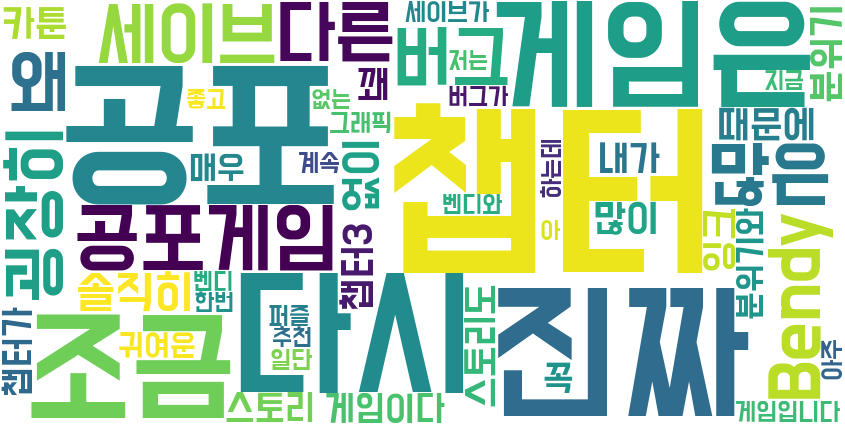 카툰
세이브
다른
세이브가
게임은
분위기
왜
공포
꽤
버그
저는
지금
좋고
없는
버그가
그래픽
챕터
때문에
굉장히
매우
계속
없이
하는데
내가
많은
공포게임
챕터3
벤디와
아
많이
잉크
분위기와
Bendy
솔직히
벤디
한번
다시
스토리도
진짜
챕터가
조금
귀여운
퍼즐
추천
일단
꼭
아주
스토리
게임이다
게임입니다